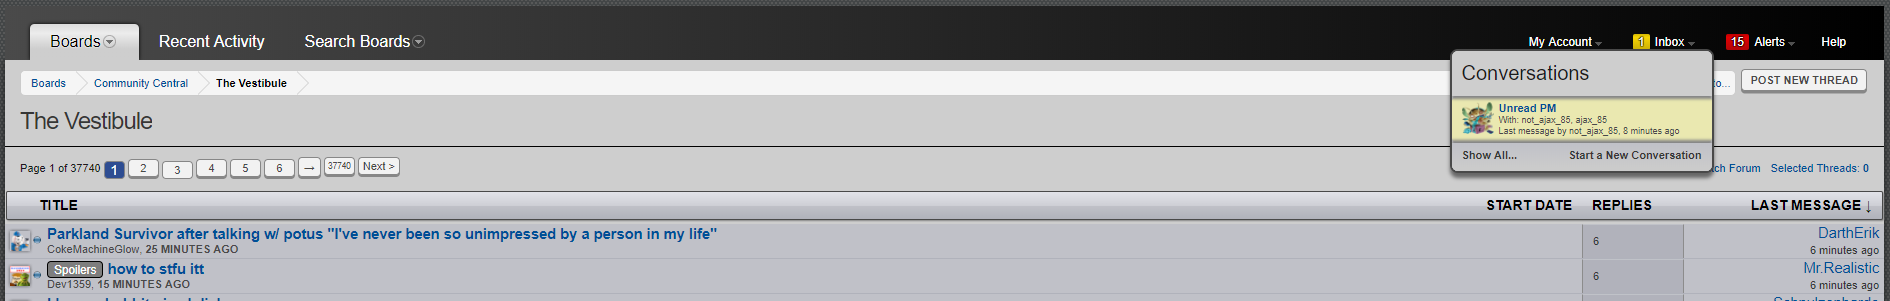 Boards Recent Activity Search Boards My Account 1 Inbox 15 Alerts Help
Boards Community Central The Vestibule to... POST NEW THREAD
Conversations
The Vestibule
Unread PM
With: not_ajax_85, ajax_85
Last message by not_ajax_85, 8 minutes ago
Show All... Start a New Conversation
Page 1 of 37740 1 2 3 4 5 6 → 37740 Next > Forum Selected Threads: 0
TITLE START DATE REPLIES LAST MESSAGE ↓
Parkland Survivor after talking w/ potus "I've never been so unimpressed by a person in my life"
CokeMachineGlow, 25 MINUTES AGO
6
DarthErik
6 minutes ago
Spoilers how to stfu itt
Dev1359, 15 MINUTES AGO
6
Mr.Realistic
6 minutes ago